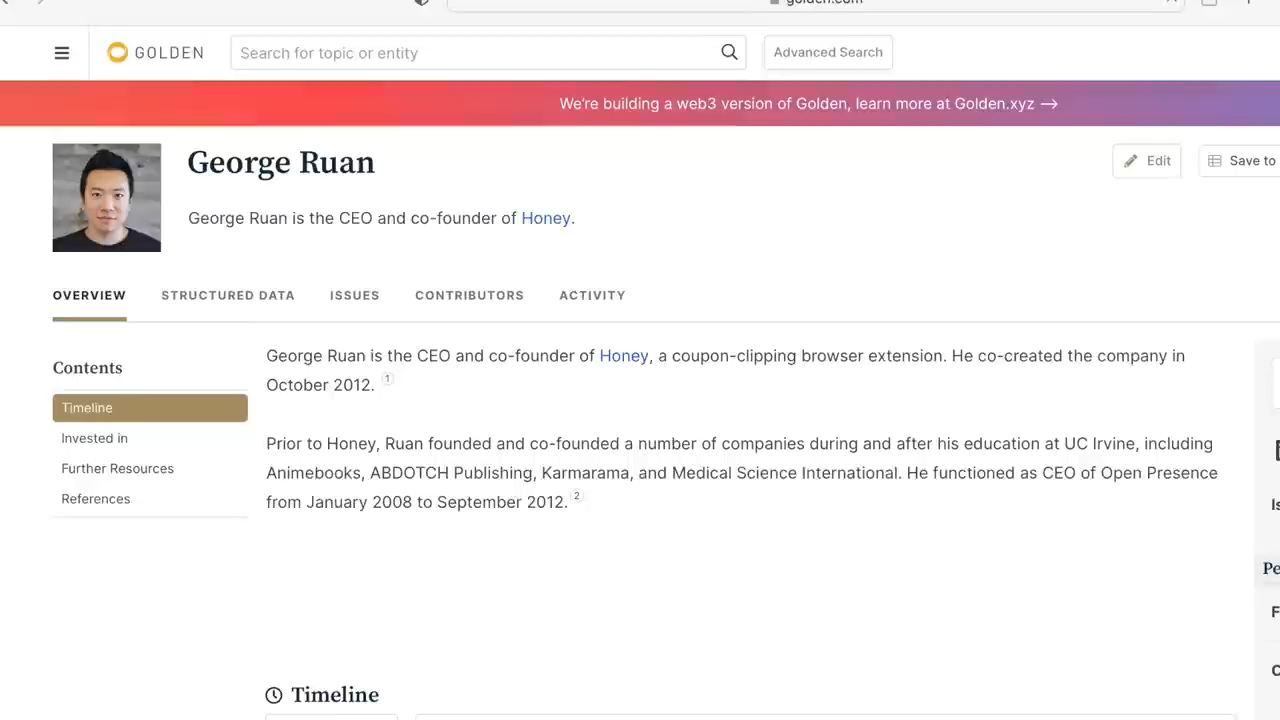 golden.com
GOLDEN
Search for topic or entity
Advanced Search
We're building a web3 version of Golden, learn more at Golden.xyz →
George Ruan
Edit
Save to
George Ruan is the CEO and co-founder of Honey.
OVERVIEW
STRUCTURED DATA
ISSUES
CONTRIBUTORS
ACTIVITY
Contents
Timeline
Invested in
Further Resources
References
George Ruan is the CEO and co-founder of Honey, a coupon-clipping browser extension. He co-created the company in
October 2012. 1
Prior to Honey, Ruan founded and co-founded a number of companies during and after his education at UC Irvine, including
Animebooks, ABDOTCH Publishing, Karmarama, and Medical Science International. He functioned as CEO of Open Presence
from January 2008 to September 2012. 2
Timeline